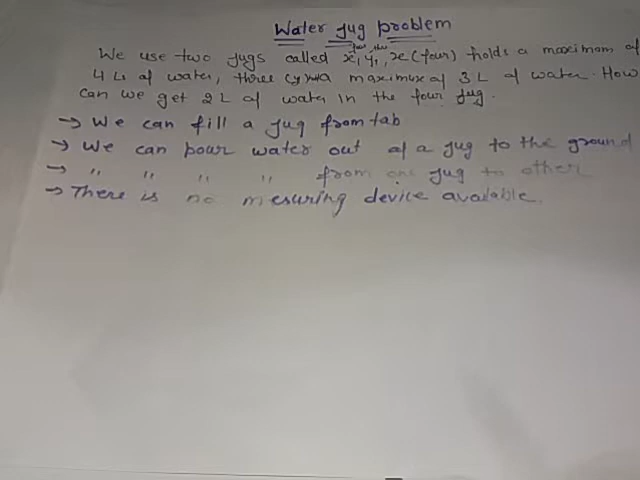 Water Jug problem
We use two Jugs called x, y, x (four) holds a maximum of
4 Ls of water, three (y) a maximum of 3 L of water. How
can we get 2 L of water in the four Jug.
→ We can fill a Jug from tab
→ We can pour water out of a Jug to the ground
→ " " " " from one Jug to other
→ There is no mesuring device available.